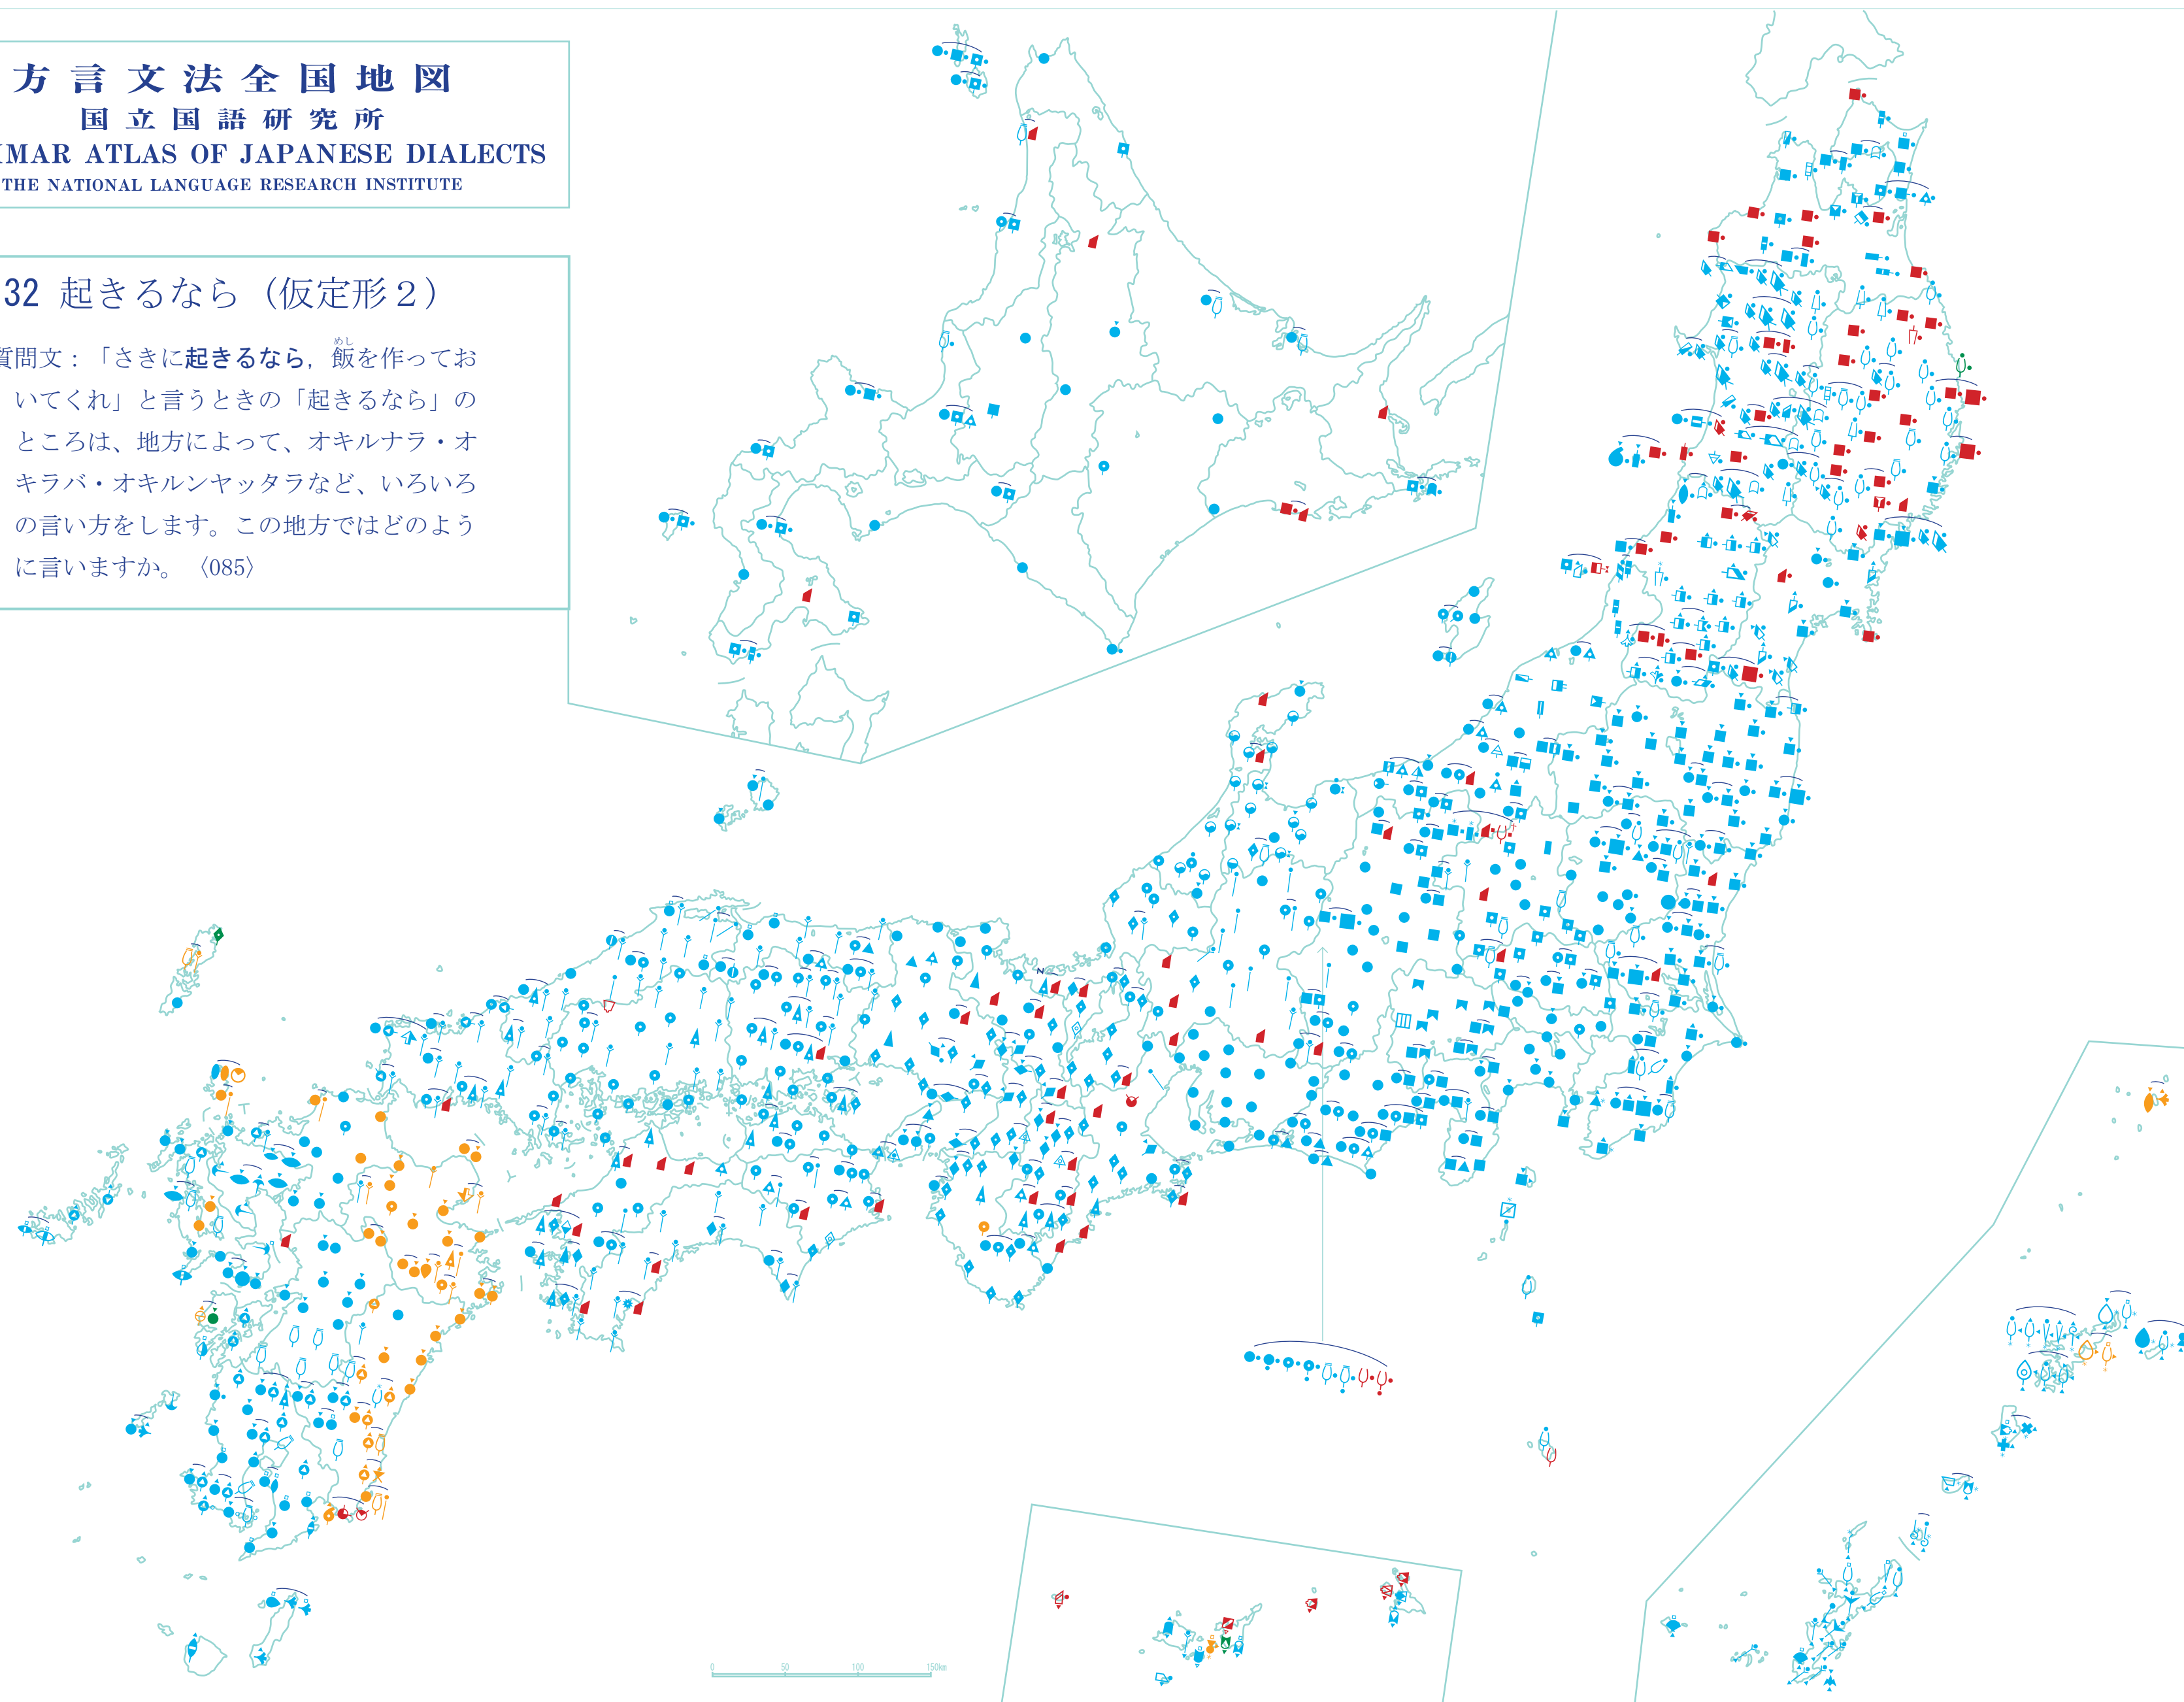 方言文法全国地図
国立国語研究所
MAR ATLAS OF JAPANESE DIALECTS
THE NATIONAL LANGUAGE RESEARCH INSTITUTE
32 起きるなら（仮定形２）
質問文：「さきに起きるなら，飯を作ってお
めし
いてくれ」と言うときの「起きるなら」の
ところは、地方によって、オキルナラ・オ
キラバ・オキルンヤッタラなど、いろいろ
の言い方をします。この地方ではどのよう
に言いますか。〈085〉
0 50 100 150km